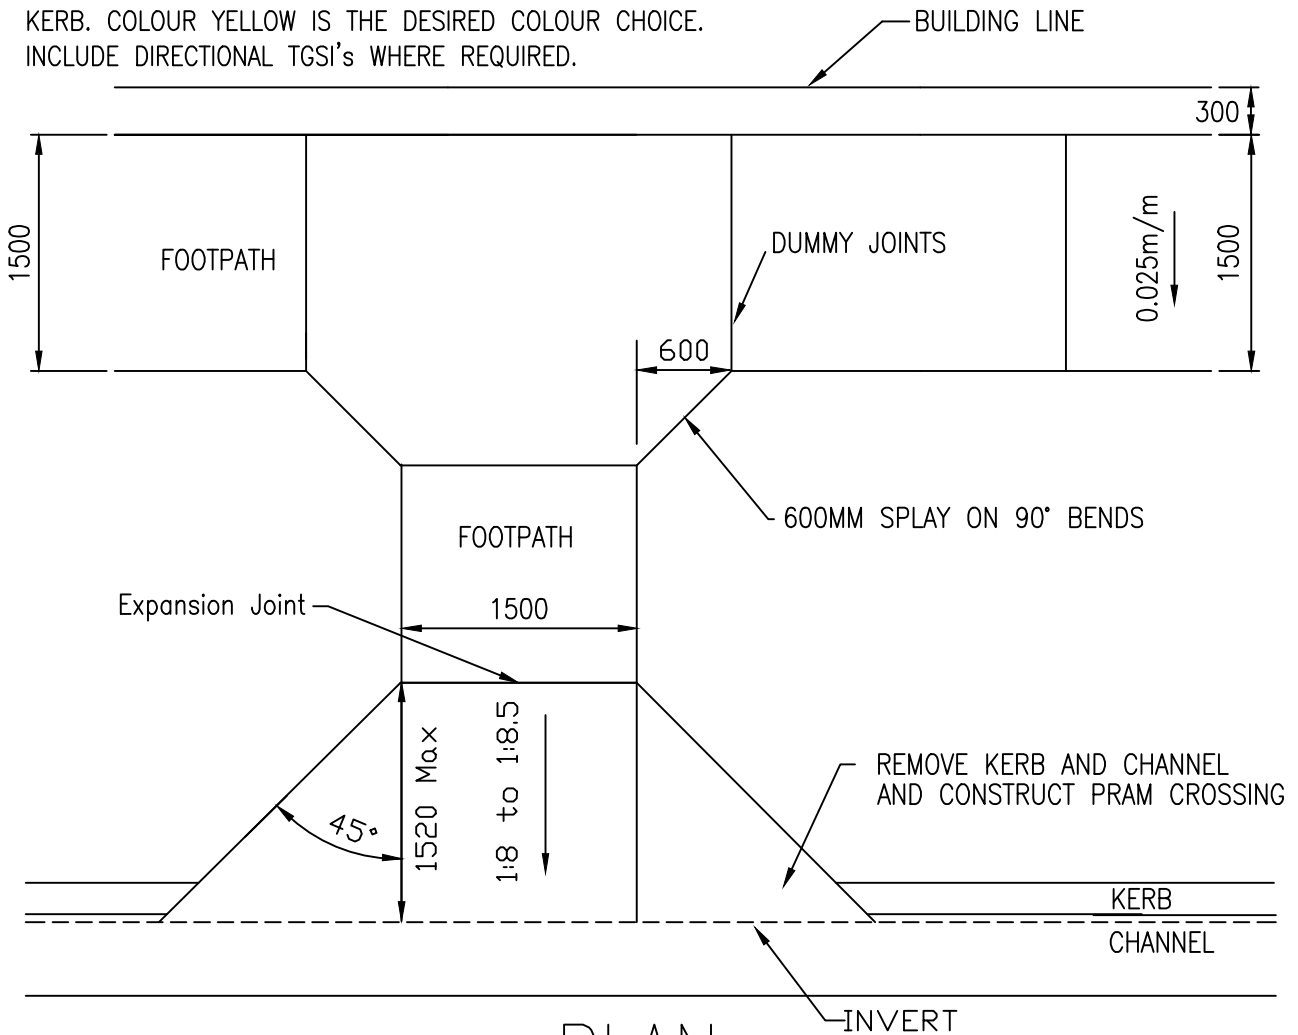 KERB. COLOUR YELLOW IS THE DESIRED COLOUR CHOICE.
INCLUDE DIRECTIONAL TGSI's WHERE REQUIRED.
BUILDING LINE
300
1500
FOOTPATH
DUMMY JOINTS
0.025m/m
1500
600
600MM SPLAY ON 90° BENDS
FOOTPATH
Expansion Joint
1500
1520 Max
1:8 to 1:8.5
45°
REMOVE KERB AND CHANNEL
AND CONSTRUCT PRAM CROSSING
KERB
CHANNEL
INVERT
PLAN